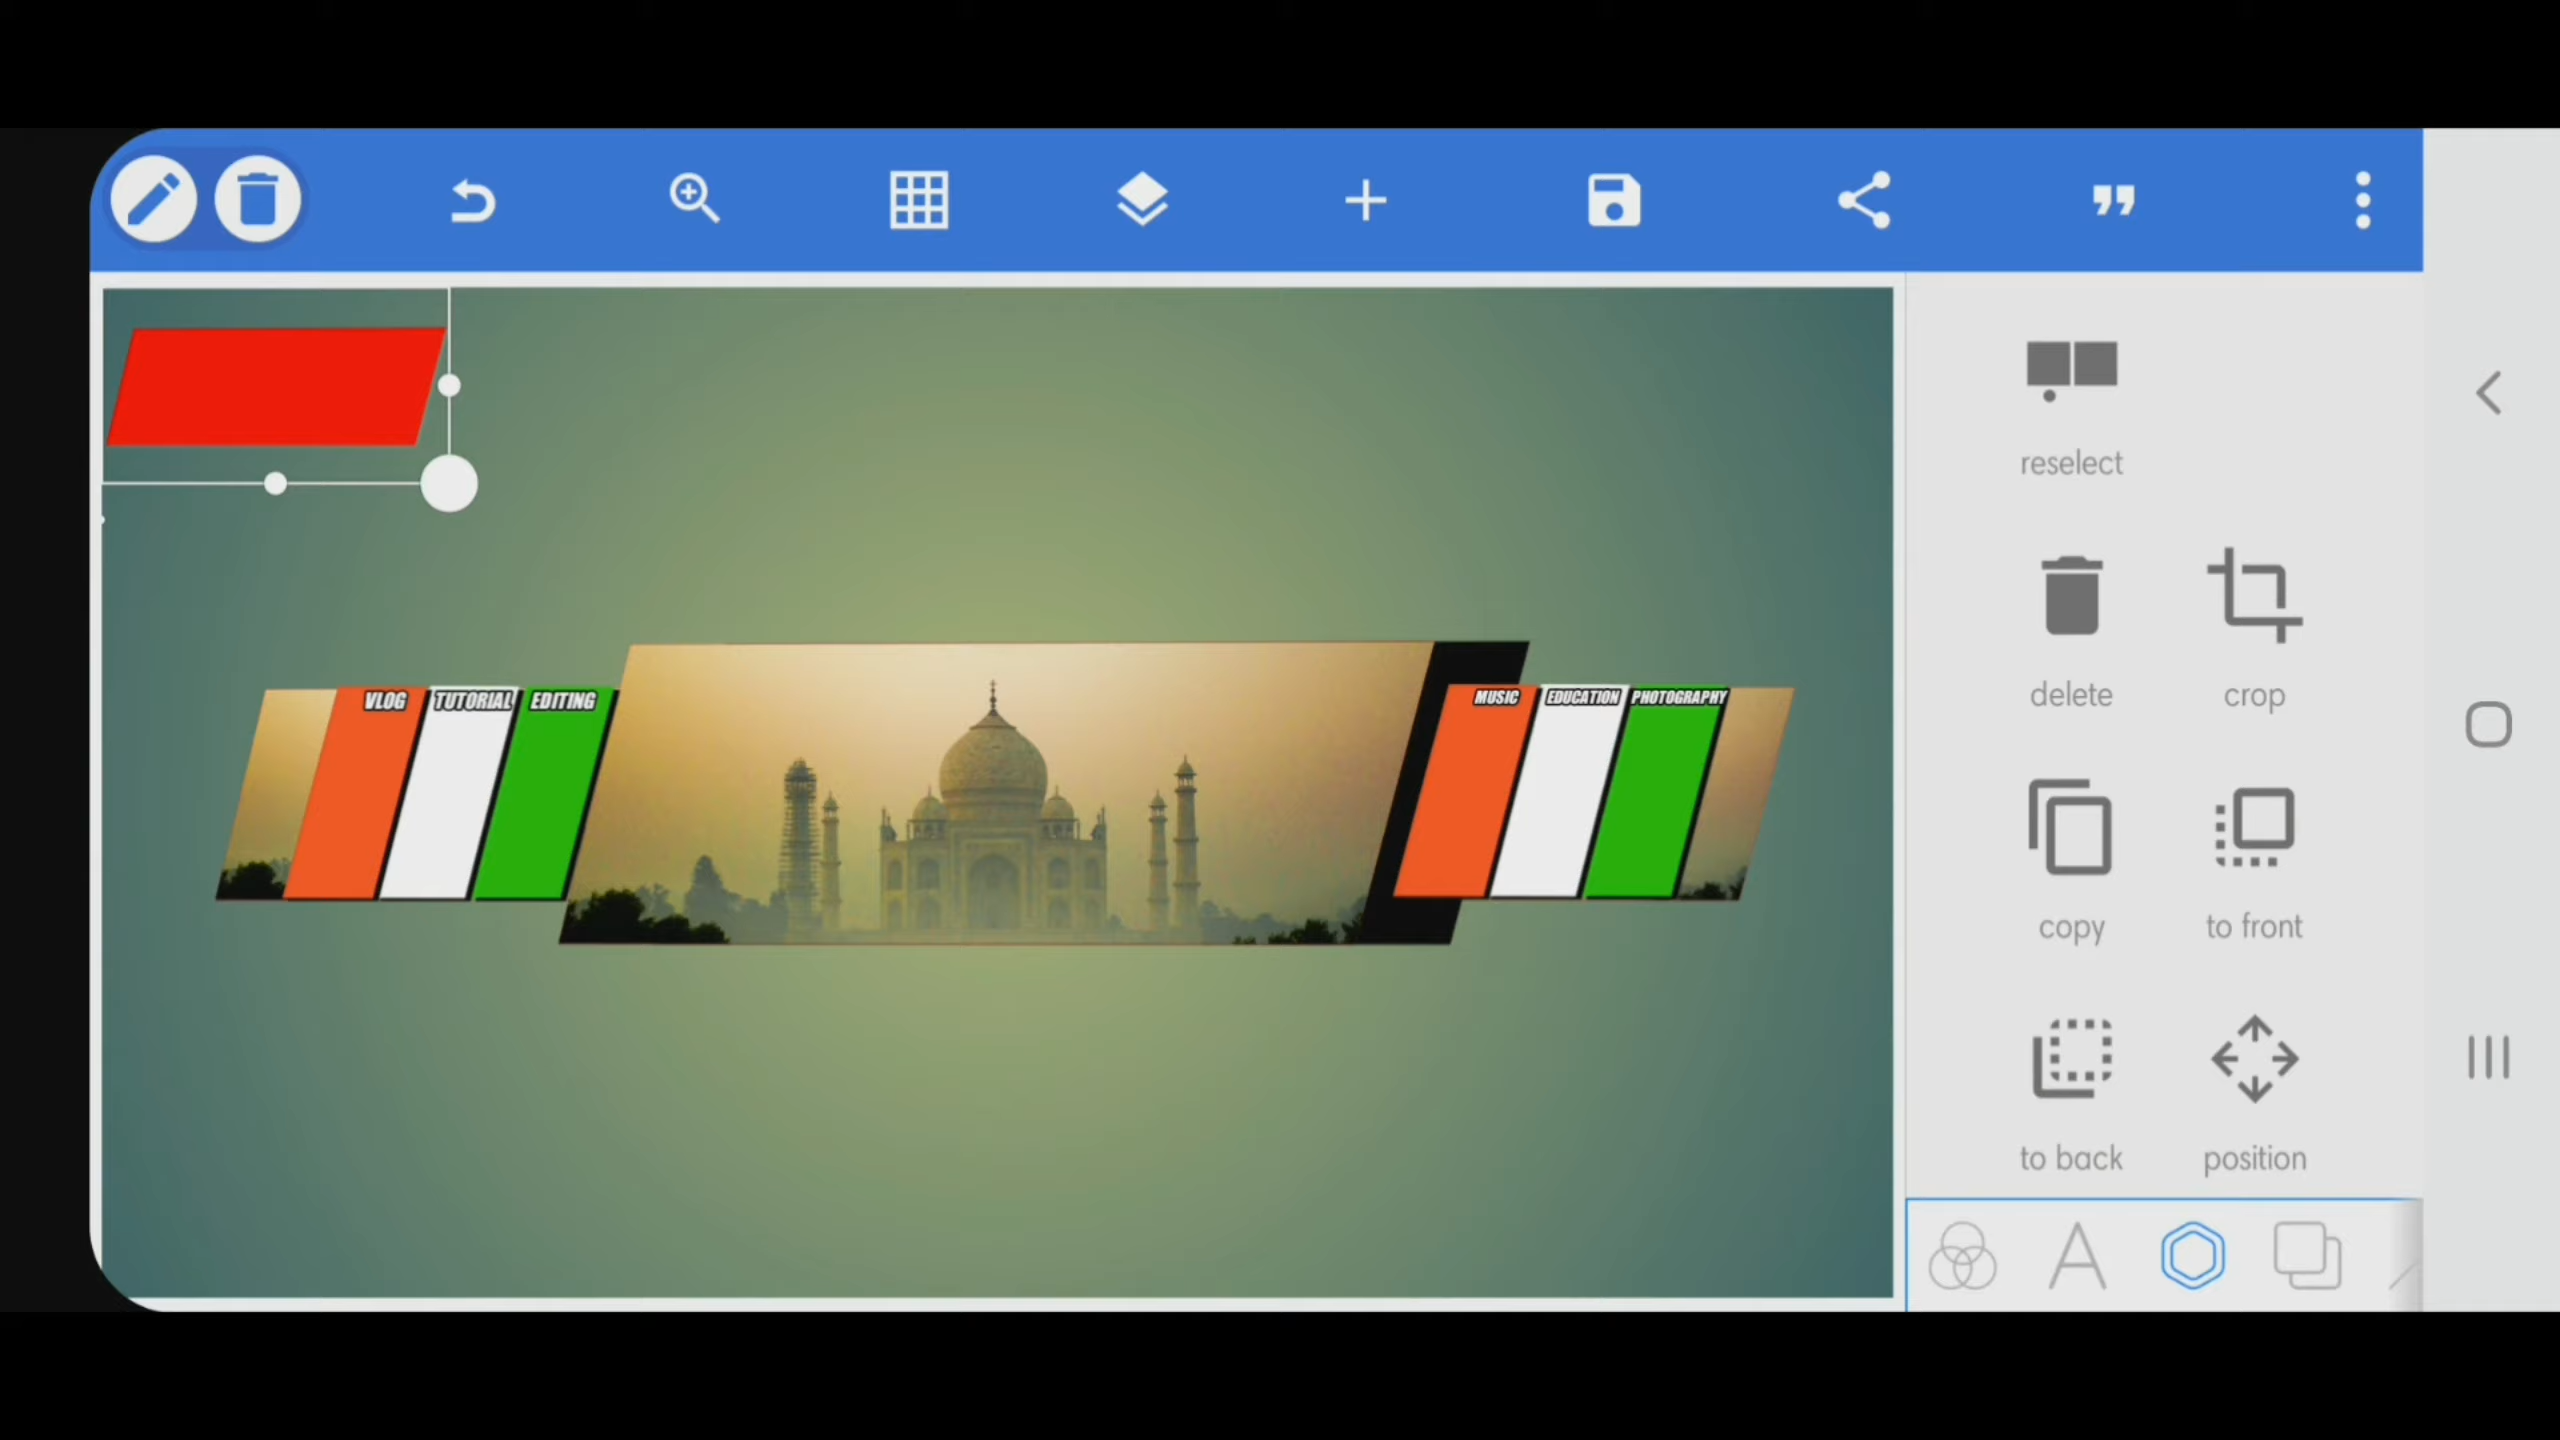 VLOG TUTORIAL EDITING
MUSIC EDUCATION PHOTOGRAPHY
reselect
delete crop
copy to front
to back position